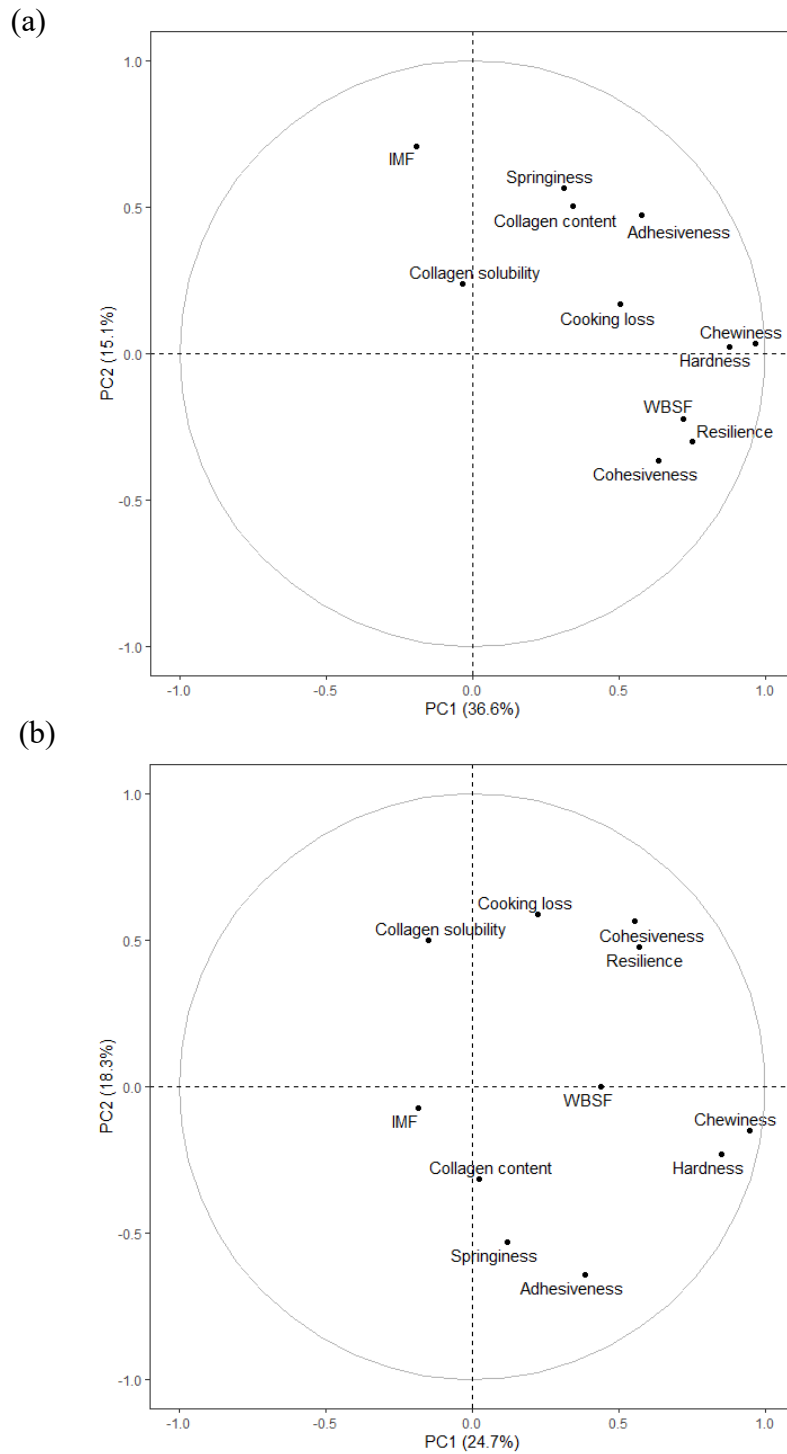 (a)
1.0
IMF
Springiness
0.5
Collagen content
Adhesiveness
Collagen solubility
Cooking loss
Chewiness
0.0
Hardness
WBSF
Resilience
Cohesiveness
-0.5
-1.0
PC2 (15.1%)
-1.0 -0.5 0.0 0.5 1.0
PC1 (36.6%)
(b)
1.0
Cooking loss
Collagen solubility
0.5
Cohesiveness
Resilience
0.0
WBSF
IMF
Chewiness
Collagen content
Hardness
-0.5
Springiness
Adhesiveness
-1.0
PC2 (18.3%)
-1.0 -0.5 0.0 0.5 1.0
PC1 (24.7%)